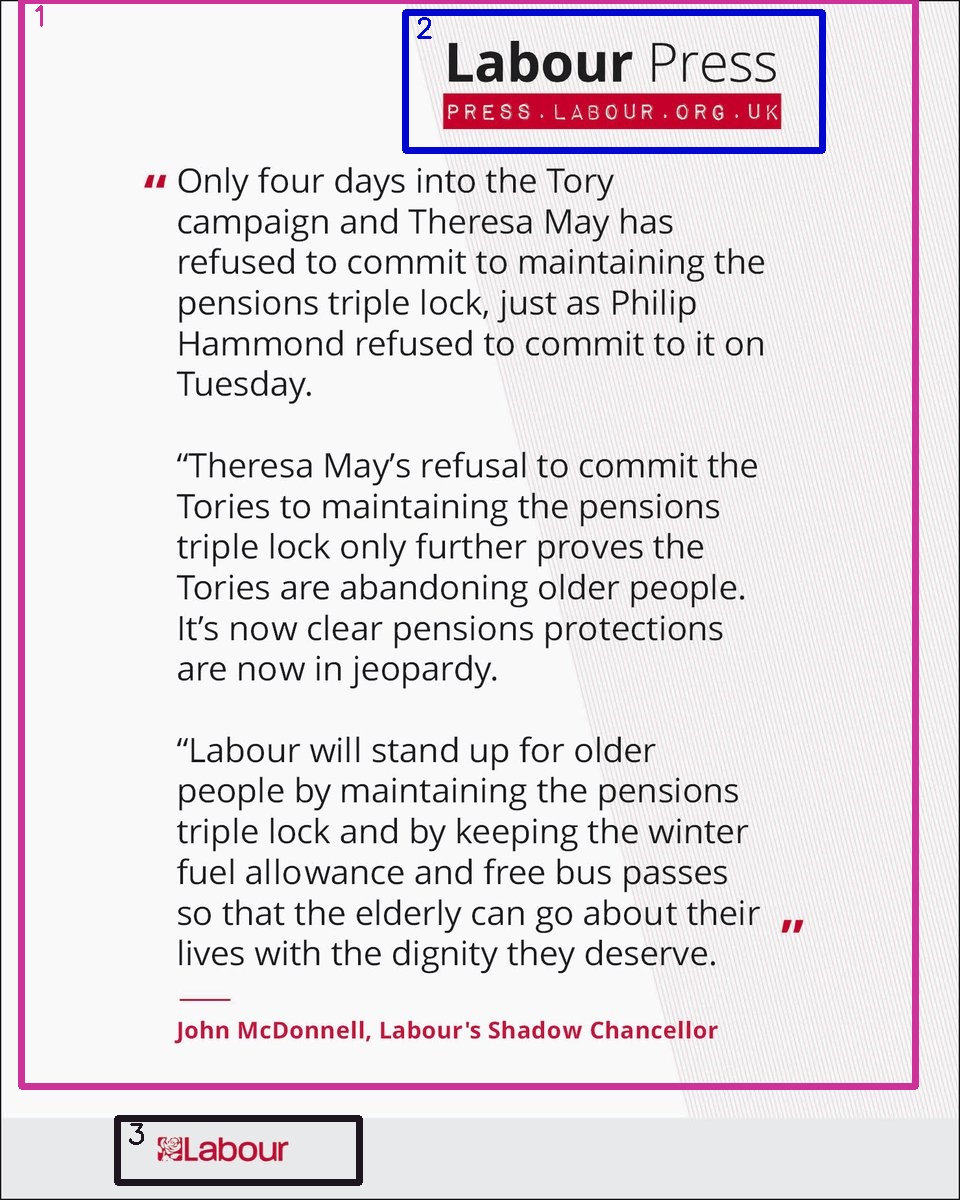 Labour Press
PRESS.LABOUR.ORG.UK
“ Only four days into the Tory
campaign and Theresa May has
refused to commit to maintaining the
pensions triple lock, just as Philip
Hammond refused to commit to it on
Tuesday.
“Theresa May’s refusal to commit the
Tories to maintaining the pensions
triple lock only further proves the
Tories are abandoning older people.
It’s now clear pensions protections
are now in jeopardy.
“Labour will stand up for older
people by maintaining the pensions
triple lock and by keeping the winter
fuel allowance and free bus passes
so that the elderly can go about their
lives with the dignity they deserve. ”
John McDonnell, Labour's Shadow Chancellor
Labour
1
2
3